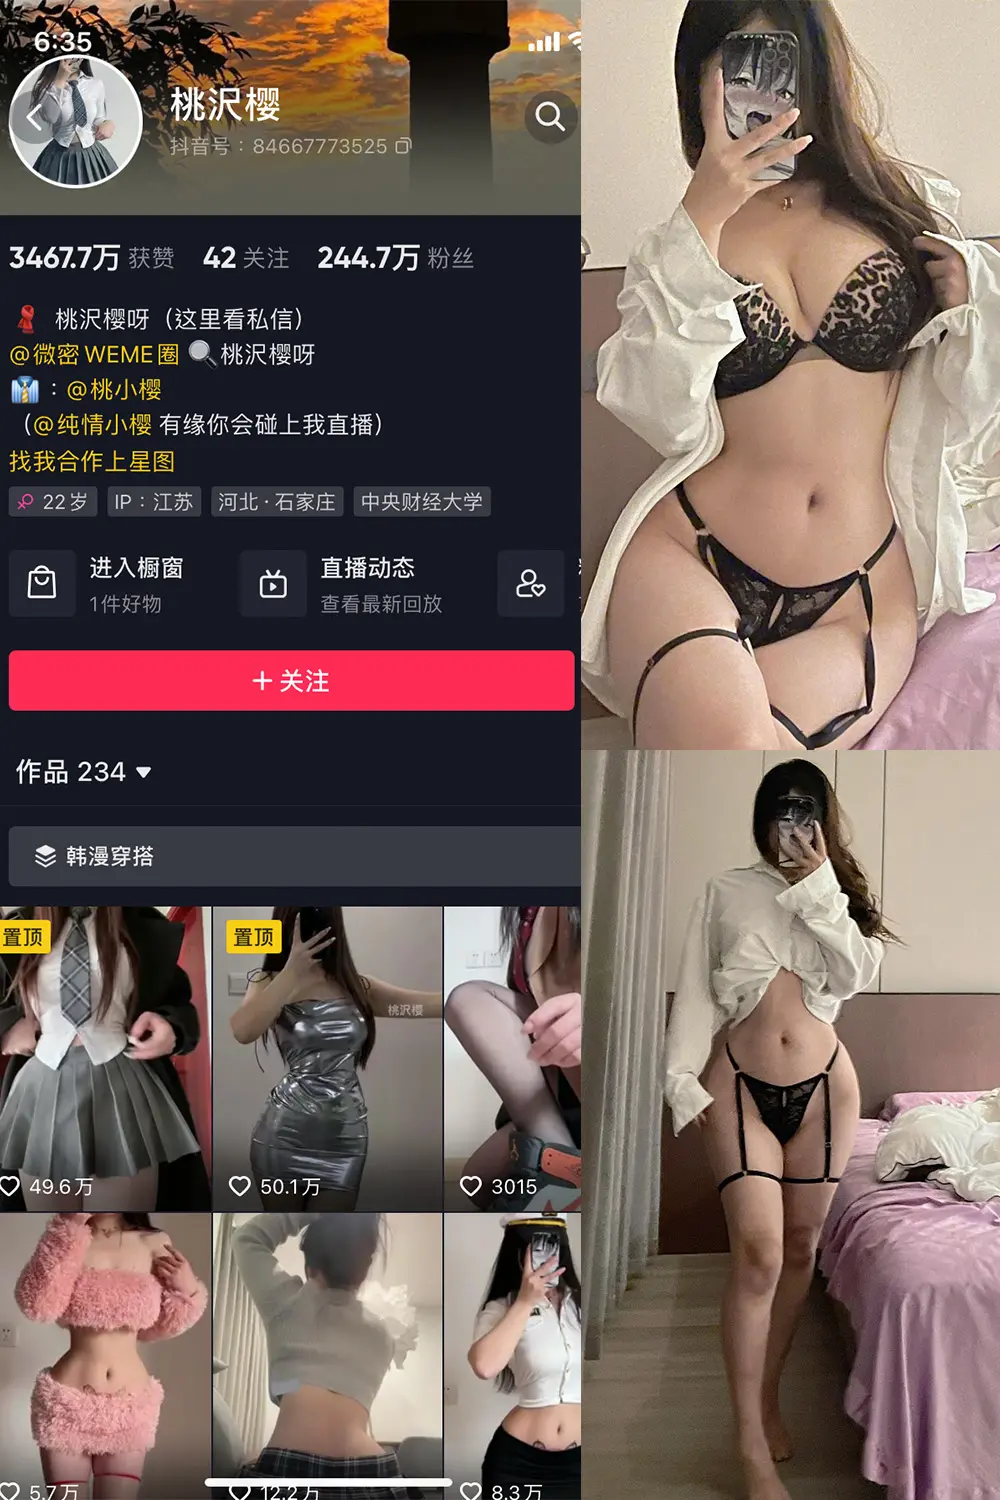 6:35
桃沢樱
抖音号：84667773525
3467.7万 获赞 42 关注 244.7万 粉丝
桃沢樱呀（这里看私信）
@微密 WEME圈 桃沢樱呀
：@桃小樱
（@纯情小樱 有缘你会碰上我直播）
找我合作上星图
22岁 IP：江苏 河北·石家庄 中央财经大学
进入橱窗 直播动态
1件好物 查看最新回放
+ 关注
作品 234
韩漫穿搭
置顶 置顶
桃沢樱
49.6万 50.1万 3015
5.7万 12.2万 8.3万